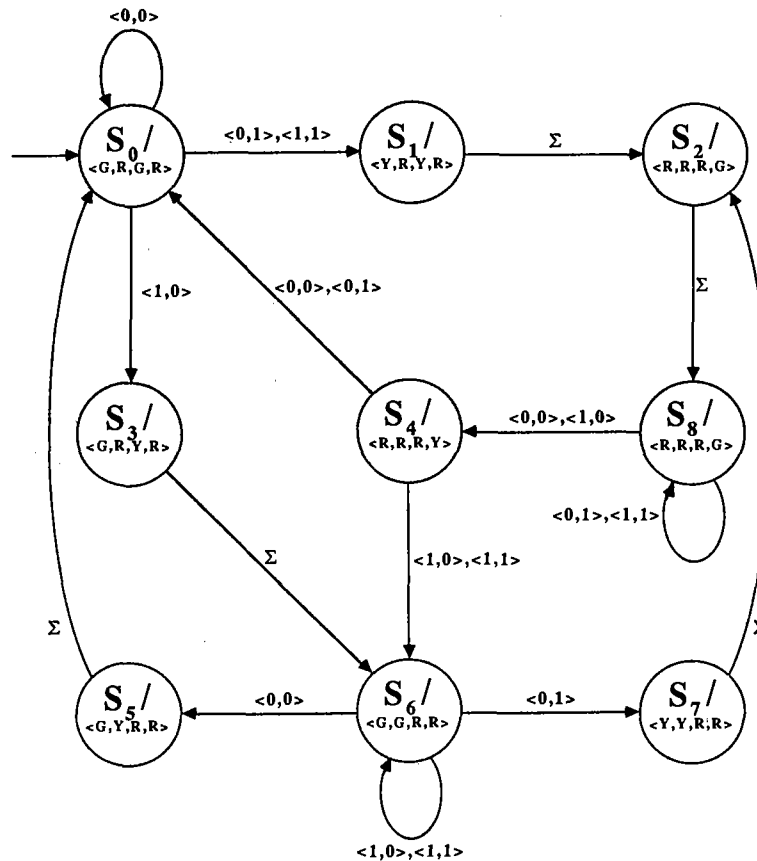 <0,0>
S0/
<G,R,G,R>
<0,1>,<1,1>
S1/
<Y,R,Y,R>
Σ
S2/
<R,R,R,G>
<1,0>
<0,0>,<0,1>
Σ
S3/
<G,R,Y,R>
S4/
<R,R,R,Y>
<0,0>,<1,0>
S8/
<R,R,R,G>
<0,1>,<1,1>
Σ
<1,0>,<1,1>
Σ
Σ
S5/
<G,Y,R,R>
<0,0>
S6/
<G,G,R,R>
<0,1>
S7/
<Y,Y,R,R>
<1,0>,<1,1>